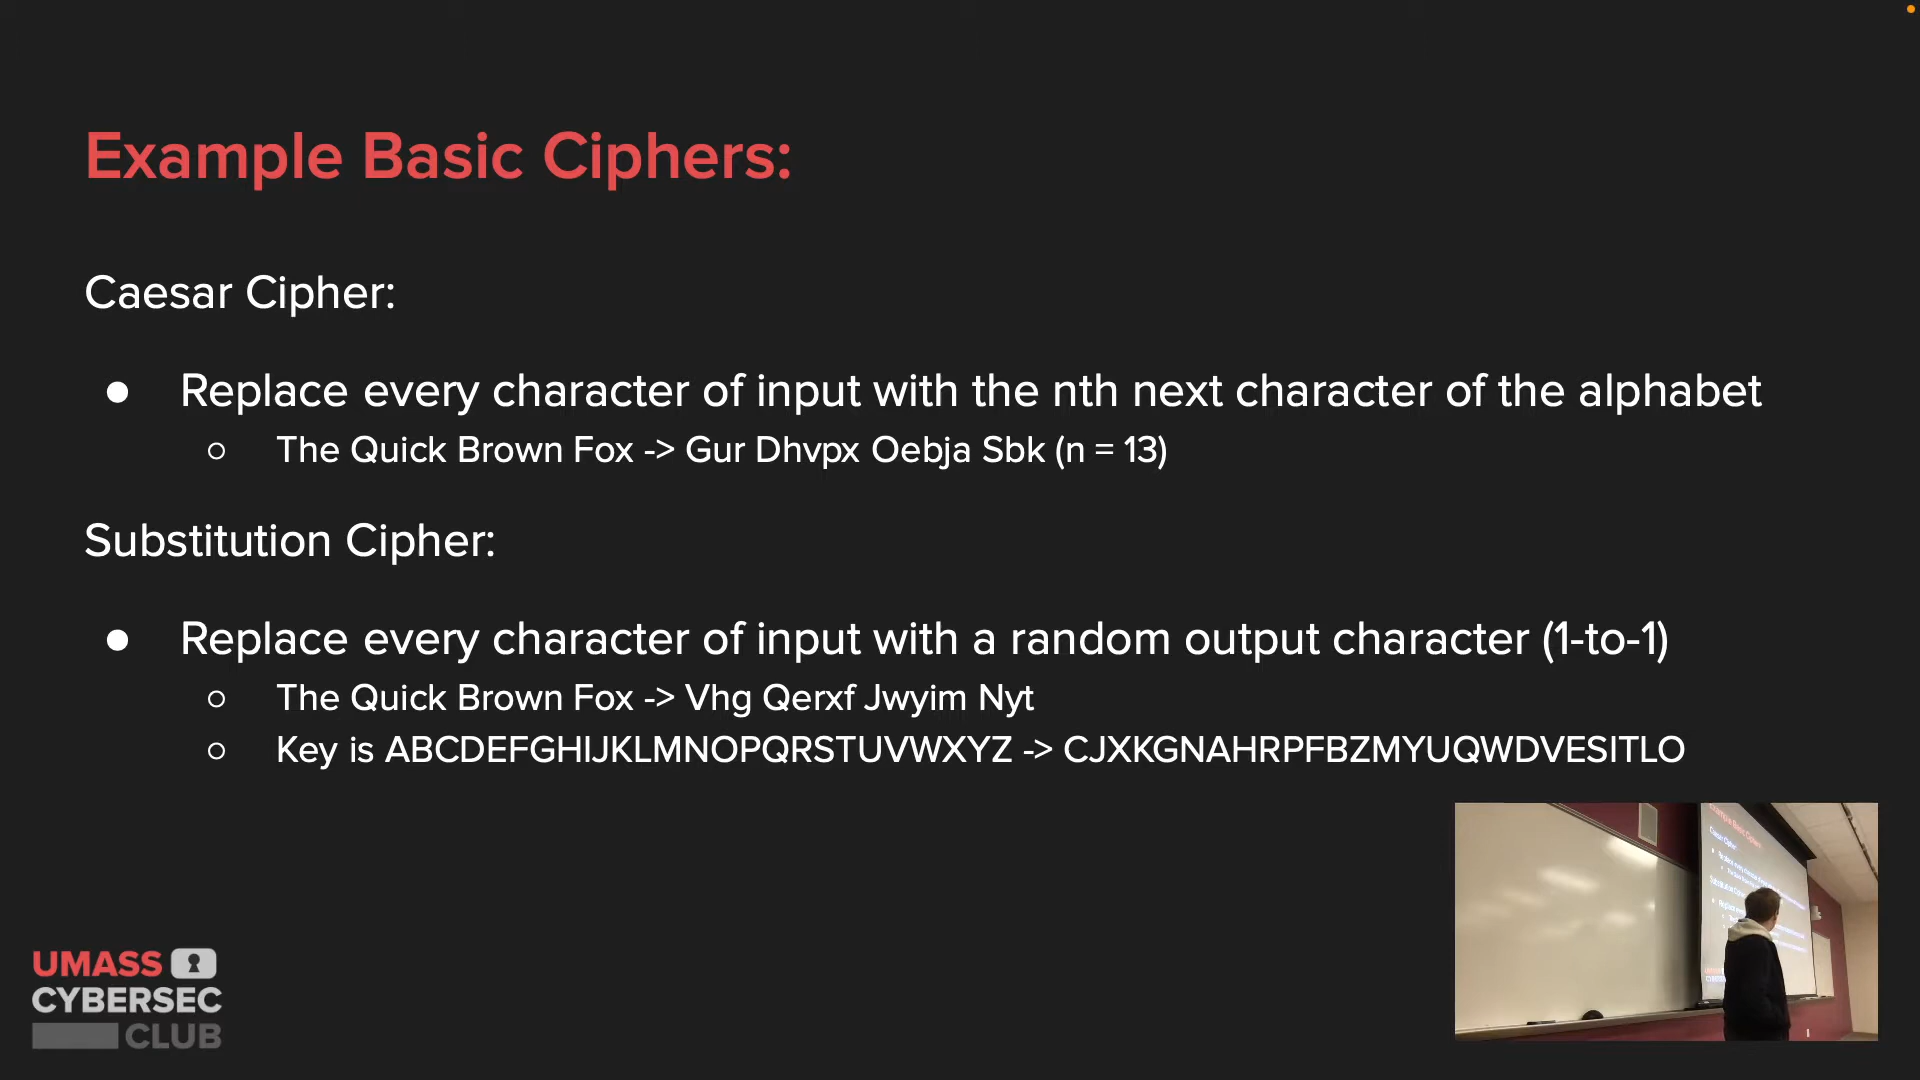 Example Basic Ciphers:
Caesar Cipher:
● Replace every character of input with the nth next character of the alphabet
○ The Quick Brown Fox -> Gur Dhvpx Oebja Sbk (n = 13)
Substitution Cipher:
● Replace every character of input with a random output character (1-to-1)
○ The Quick Brown Fox -> Vhg Qerxf Jwyim Nyt
○ Key is ABCDEFGHIJKLMNOPQRSTUVWXYZ -> CJXKGNAHRPFBZMYUQWDVESITLO
UMASS
CYBERSEC
CLUB